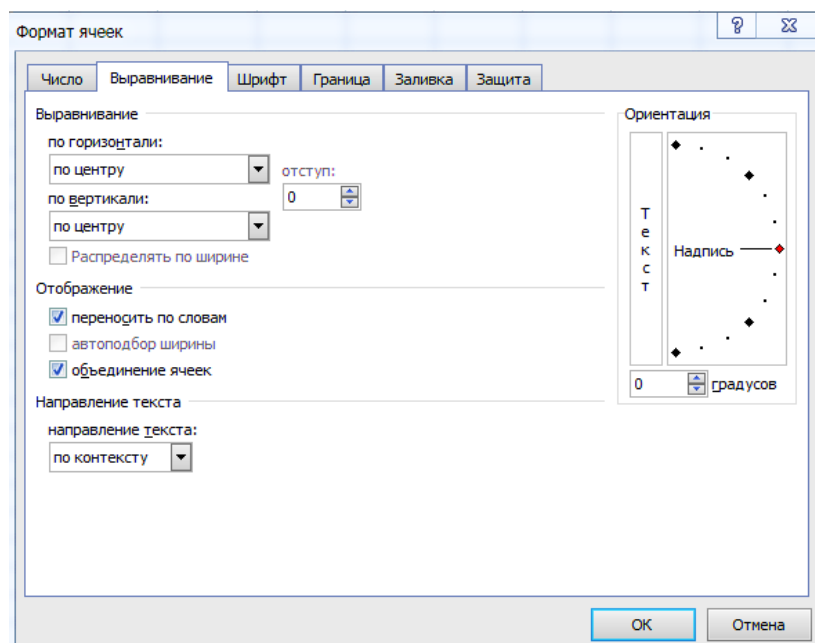 Формат ячеек
Число Выравнивание Шрифт Граница Заливка Защита
Выравнивание
по горизонтали:
по центру
отступ:
0
по вертикали:
по центру
Распределять по ширине
Отображение
переносить по словам
автоподбор ширины
объединение ячеек
Направление текста
направление текста:
по контексту
Ориентация
Текст
Надпись
0 градусов
ОК Отмена